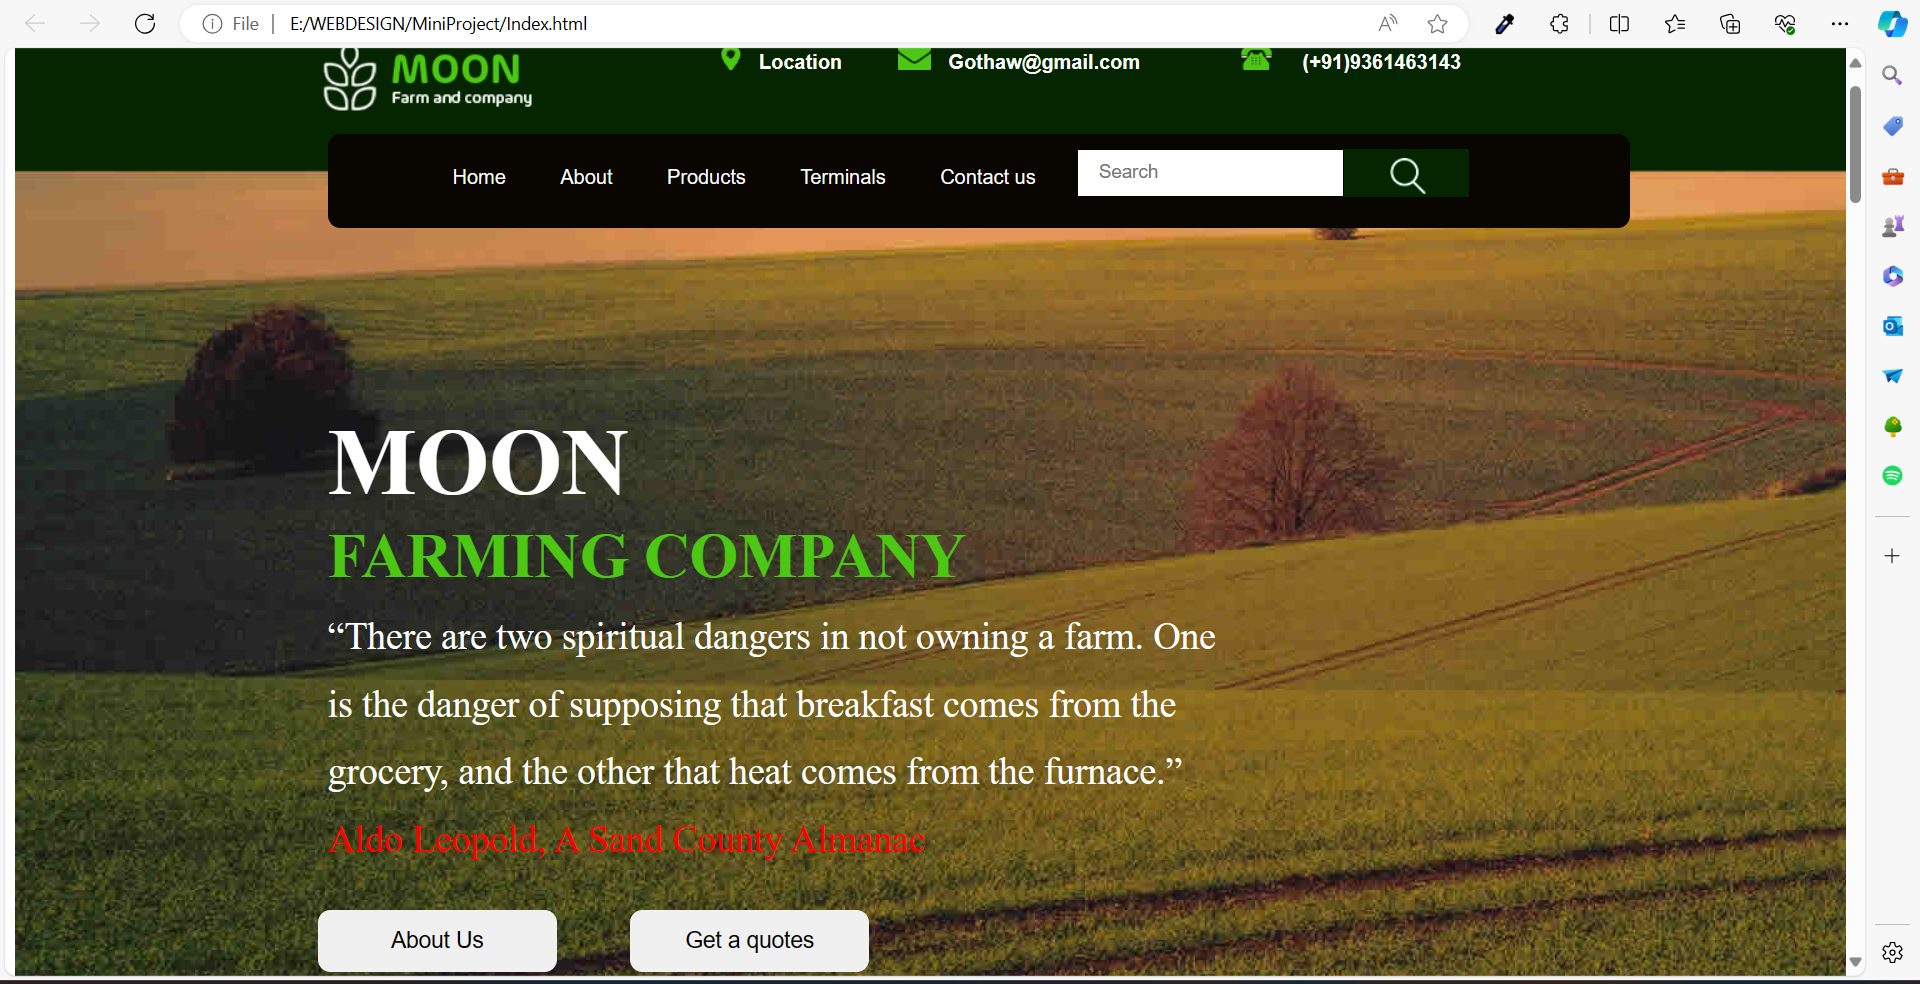 File
E:/WEBDESIGN/MiniProject/Index.html
MOON
Farm and company
Location
Gothaw@gmail.com
(+91)9361463143
Home
About
Products
Terminals
Contact us
Search
MOON
FARMING COMPANY
“There are two spiritual dangers in not owning a farm. One
is the danger of supposing that breakfast comes from the
grocery, and the other that heat comes from the furnace.”
Aldo Leopold, A Sand County Almanac
About Us
Get a quotes